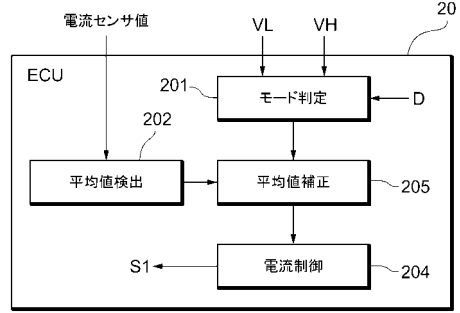 電流センサ値
VL
VH
20
ECU
201
モード判定
D
202
平均値検出
平均値補正
205
S1
電流制御
204